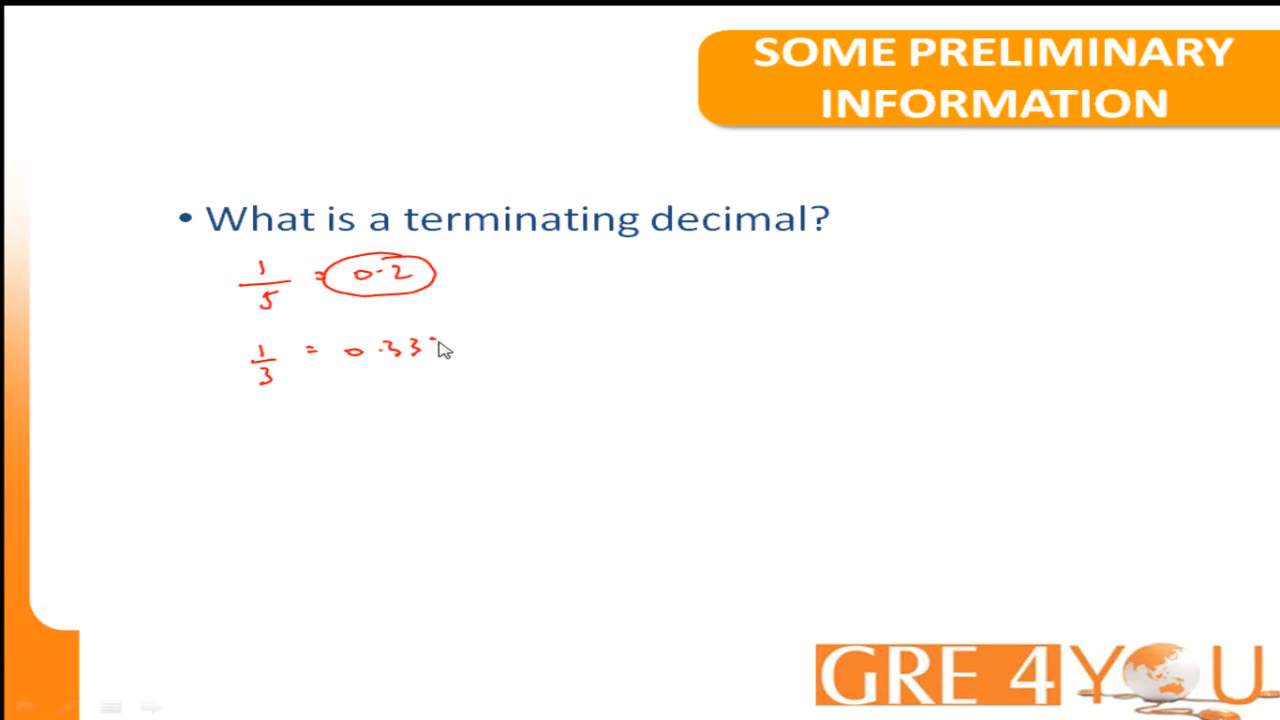 SOME PRELIMINARY
INFORMATION
• What is a terminating decimal?
1/5 = 0.2
1/3 = 0.33
GRE 4YOU